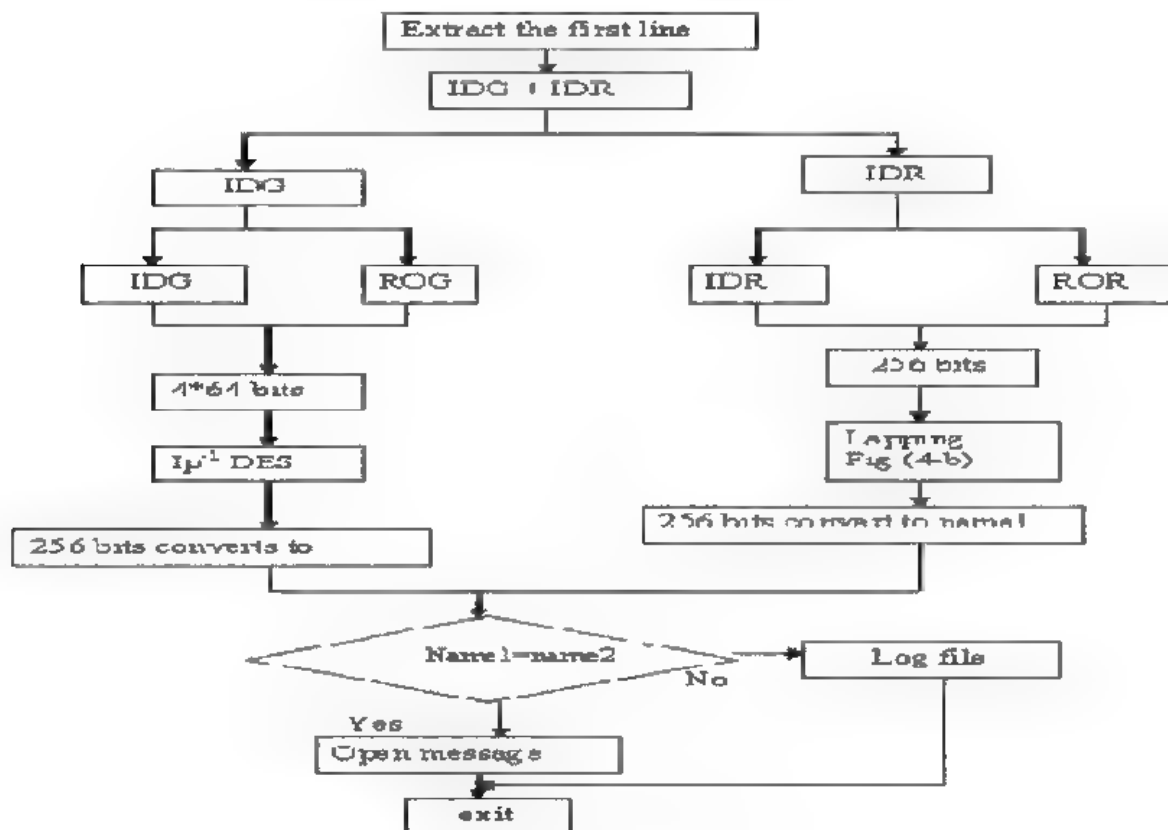 Extract the first line
IDG + IDR
IDG
IDR
IDG
ROG
IDR
ROR
4*64 bits
256 bits
Ip-1 DES
Lapping
Fig (4-b)
256 bits converts to
256 bits convert to name1
Name1=name2
No
Log file
Yes
Open message
exit